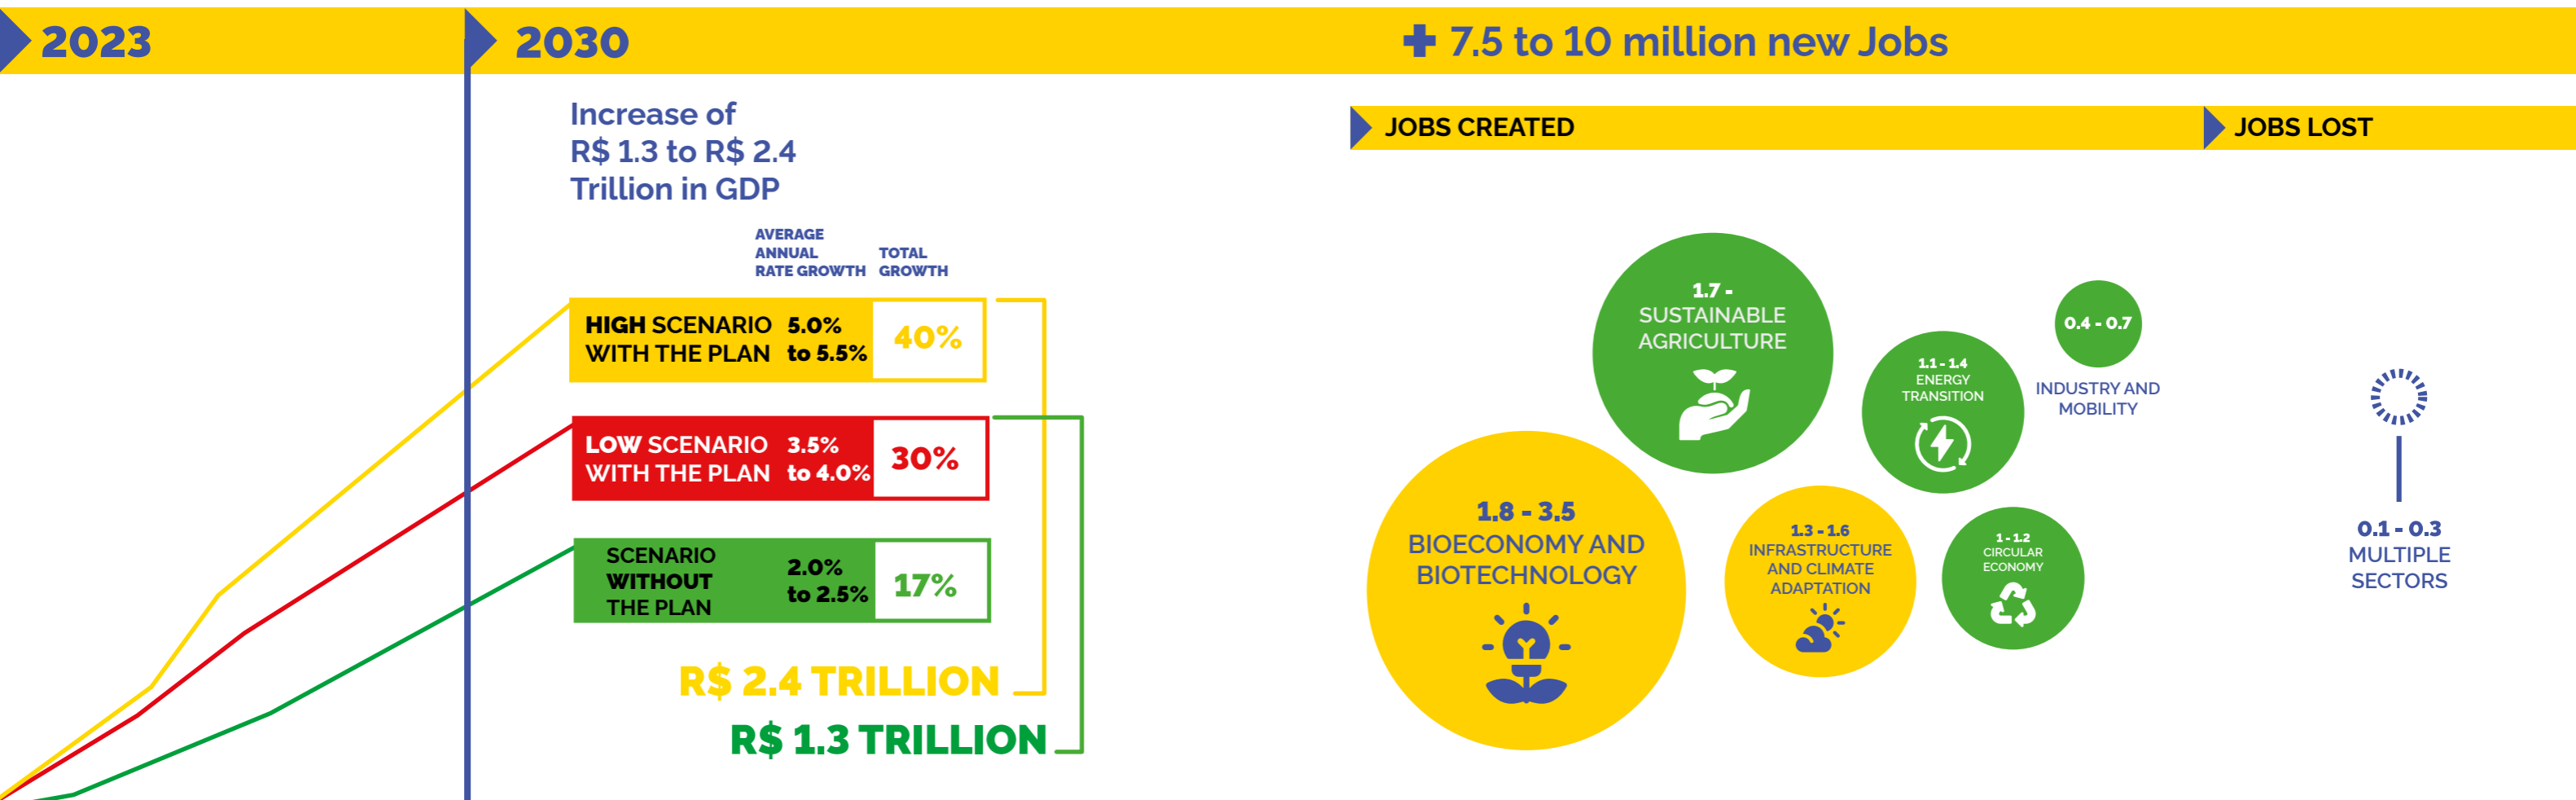 2023
2030
+ 7.5 to 10 million new Jobs
Increase of
R$ 1.3 to R$ 2.4
Trillion in GDP
AVERAGE
ANNUAL
RATE GROWTH
TOTAL
GROWTH
HIGH SCENARIO
WITH THE PLAN
5.0%
to 5.5%
40%
LOW SCENARIO
WITH THE PLAN
3.5%
to 4.0%
30%
SCENARIO
WITHOUT
THE PLAN
2.0%
to 2.5%
17%
R$ 2.4 TRILLION
R$ 1.3 TRILLION
JOBS CREATED
JOBS LOST
1.7 -
SUSTAINABLE
AGRICULTURE
1.1 - 1.4
ENERGY
TRANSITION
0.4 - 0.7
INDUSTRY AND
MOBILITY
1.8 - 3.5
BIOECONOMY AND
BIOTECHNOLOGY
1.3 - 1.6
INFRASTRUCTURE
AND CLIMATE
ADAPTATION
1 - 1.2
CIRCULAR
ECONOMY
0.1 - 0.3
MULTIPLE
SECTORS